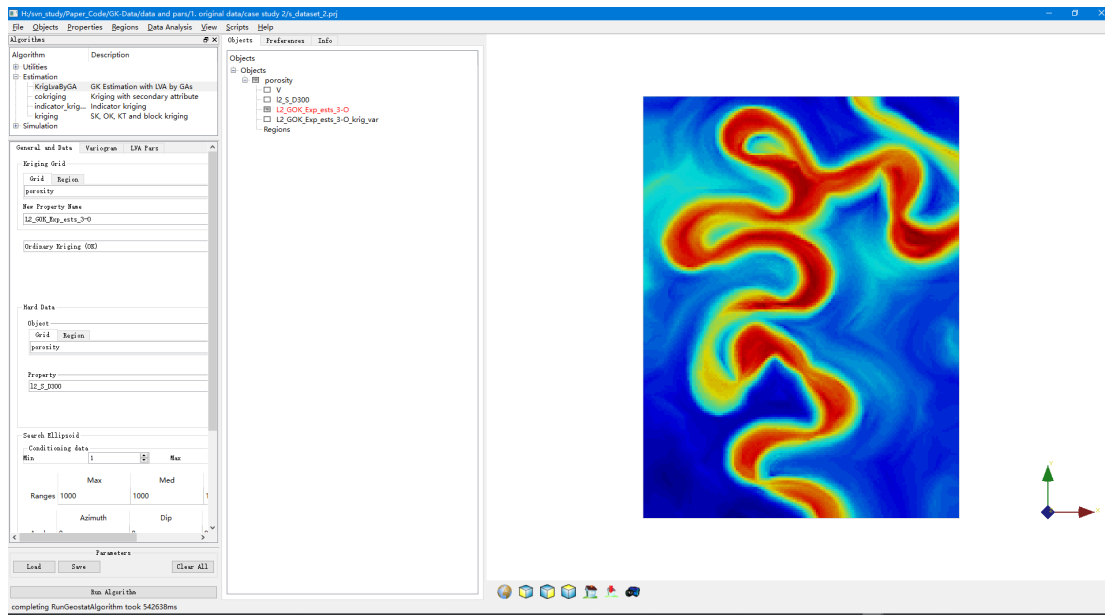 H:/svn_study/Paper_Code/GK-Data/data and pars/1. original data/case study 2/s_dataset_2.prj
File Objects Properties Regions Data Analysis View Scripts Help
Algorithms
Algorithm Description
Utilities
Estimation
KrigLvaByGA GK Estimation with LVA by GAs
cokriging Kriging with secondary attribute
indicator_krig... Indicator kriging
kriging SK, OK, KT and block kriging
Simulation
General and Data Variogram LVA Pars
Kriging Grid
Grid Region
porosity
New Property Name
L2_GOK_Exp_ests_3-O
Ordinary Kriging (OK)
Hard Data
Object
Grid Region
porosity
Property
l2_S_D300
Search Ellipsoid
Conditioning data
Min 1 Max
Max Med
Ranges 1000 1000 1
Azimuth Dip
Parameters
Load Save Clear All
Run Algorithm
completing RunGeostatAlgorithm took 542638ms
Objects Preferences Info
Objects
Objects
porosity
V
l2_S_D300
L2_GOK_Exp_ests_3-O
L2_GOK_Exp_ests_3-O_krig_var
Regions